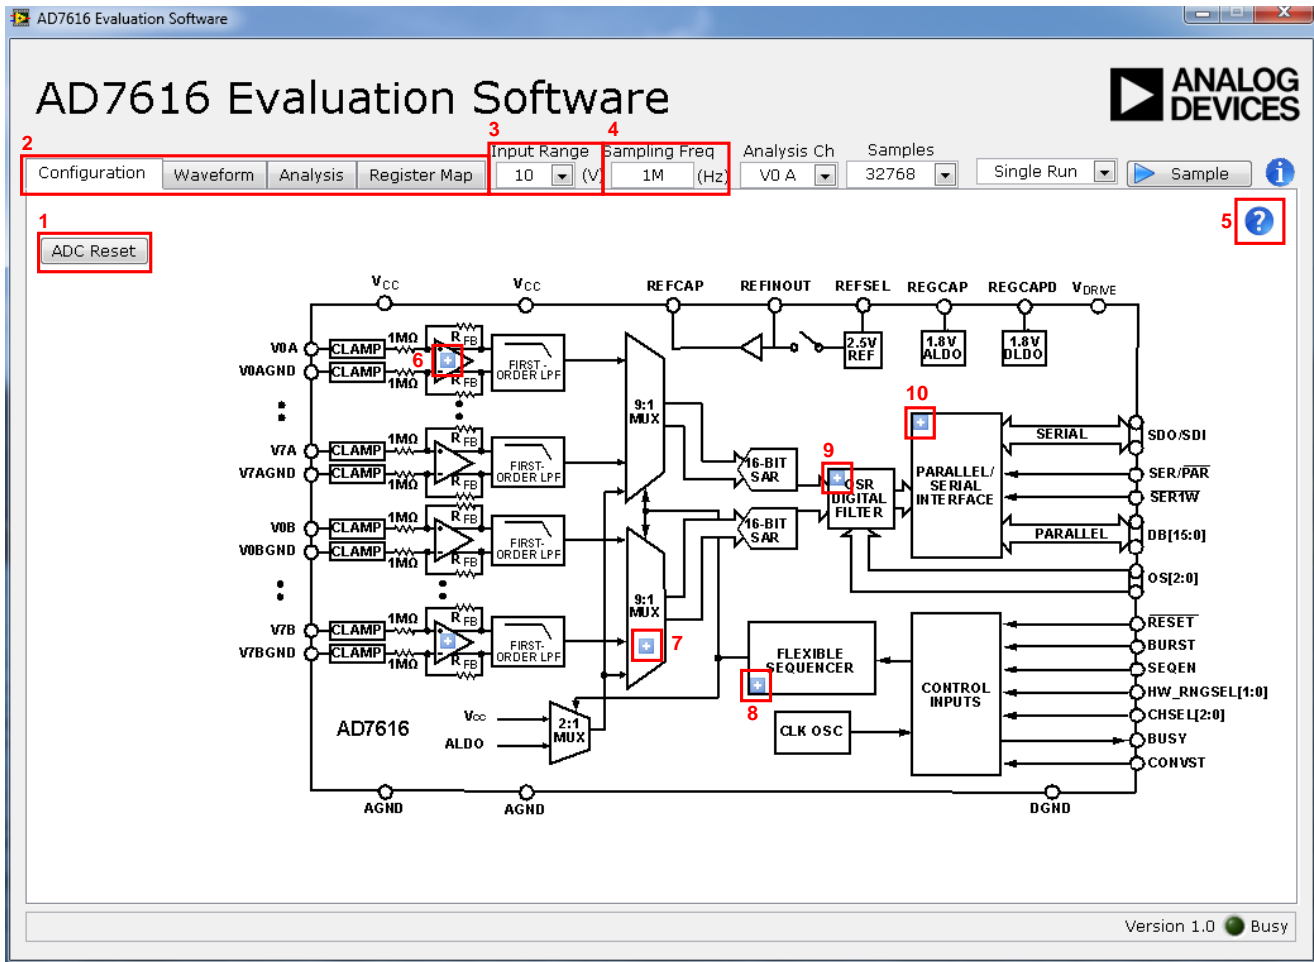 AD7616 Evaluation Software
AD7616 Evaluation Software
ANALOG
DEVICES
2
3
4
Input Range
Sampling Freq
Analysis Ch
Samples
Configuration
Waveform
Analysis
Register Map
10
(V)
1M
(Hz)
V0 A
32768
Single Run
Sample
i
1
5
?
ADC Reset
VCC
VCC
REFCAP
REFINOUT
REFSEL
REGCAP
REGCAPD
VDRIVE
V0A
CLAMP
1MΩ
RFB
6
V0AGND
CLAMP
1MΩ
RFB
FIRST-
ORDER LPF
2.5V
REF
1.8V
ALDO
1.8V
DLDO
9:1
MUX
10
V7A
CLAMP
1MΩ
RFB
V7AGND
CLAMP
1MΩ
RFB
FIRST-
ORDER LPF
16-BIT
SAR
9
OSR
DIGITAL
FILTER
PARALLEL/
SERIAL
INTERFACE
SERIAL
SDO/SDI
SER/PAR
SER1W
V0B
CLAMP
1MΩ
RFB
V0BGND
CLAMP
1MΩ
RFB
FIRST-
ORDER LPF
16-BIT
SAR
PARALLEL
DB[15:0]
OS[2:0]
V7B
CLAMP
1MΩ
RFB
V7BGND
CLAMP
1MΩ
RFB
FIRST-
ORDER LPF
9:1
MUX
7
FLEXIBLE
SEQUENCER
8
CONTROL
INPUTS
RESET
BURST
SEQEN
HW_RNGSEL[1:0]
CHSEL[2:0]
BUSY
CONVST
AD7616
Vcc
ALDO
2:1
MUX
CLK OSC
AGND
AGND
DGND
Version 1.0
Busy